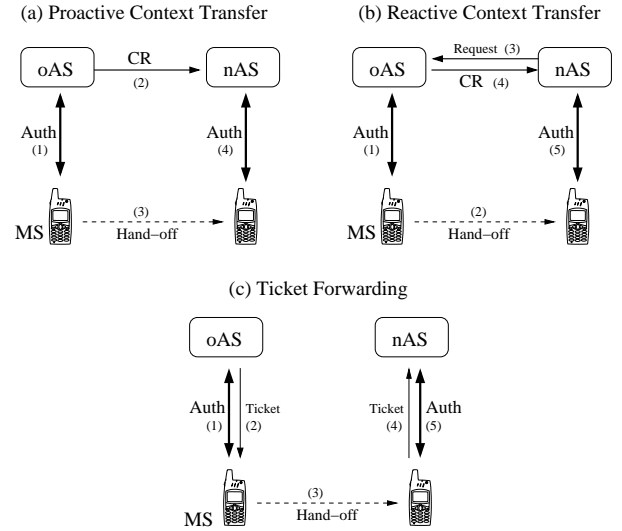 (a) Proactive Context Transfer
oAS
CR
(2)
nAS
Auth
(1)
Auth
(4)
MS
(3)
Hand−off
(b) Reactive Context Transfer
oAS
Request (3)
CR (4)
nAS
Auth
(1)
Auth
(5)
MS
(2)
Hand−off
(c) Ticket Forwarding
oAS
nAS
Auth
(1)
Ticket
(2)
Ticket
(4)
Auth
(5)
MS
(3)
Hand−off